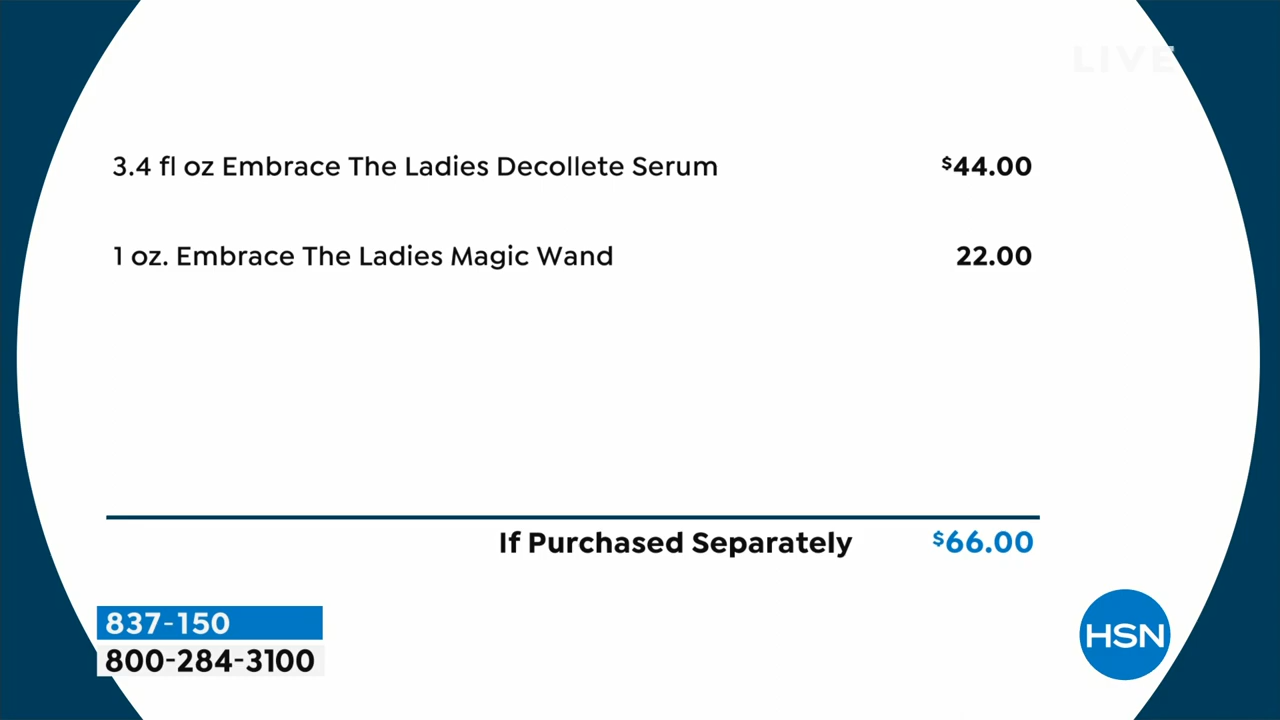 LIVE
3.4 fl oz Embrace The Ladies Decollete Serum $44.00
1 oz. Embrace The Ladies Magic Wand 22.00
If Purchased Separately $66.00
837-150
800-284-3100
HSN